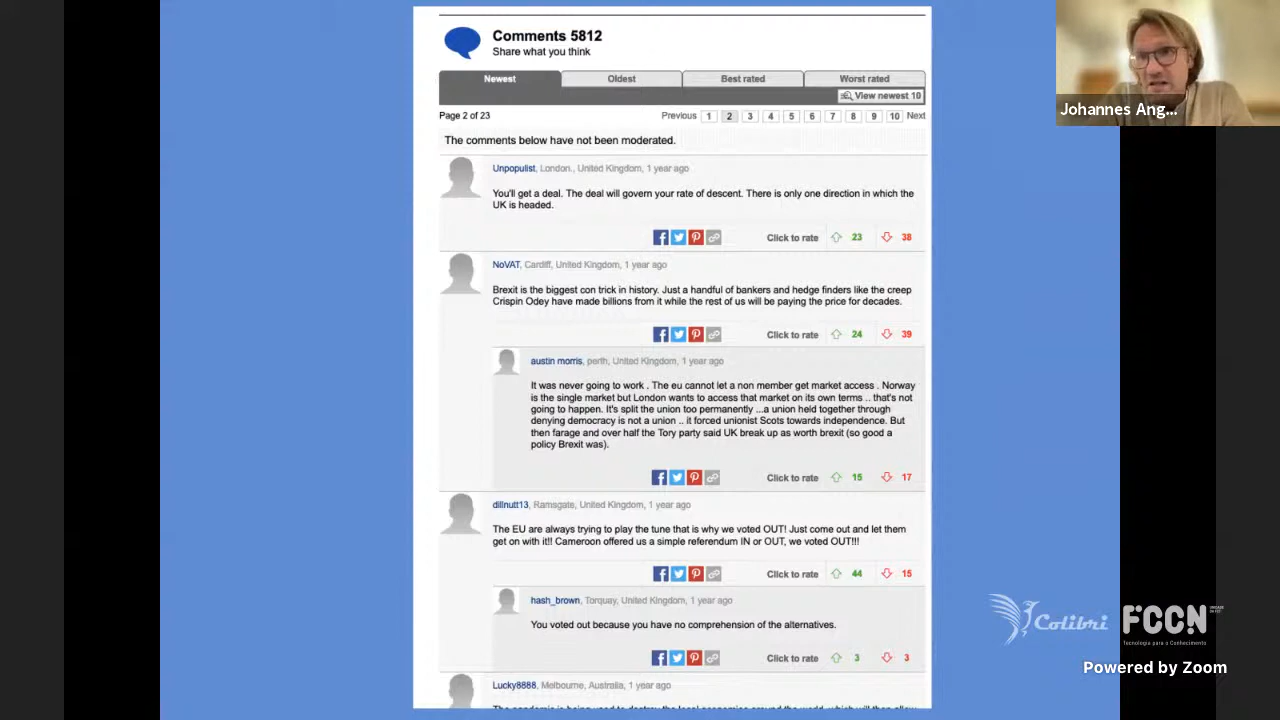 Comments 5812
Share what you think
Newest
Oldest
Best rated
Worst rated
View newest 10
Page 2 of 23
Previous 1 2 3 4 5 6 7 8 9 10 Next
The comments below have not been moderated.
Unpopulist, London., United Kingdom, 1 year ago
You'll get a deal. The deal will govern your rate of descent. There is only one direction in which the
UK is headed.
Click to rate 23 38
NoVAT, Cardiff, United Kingdom, 1 year ago
Brexit is the biggest con trick in history. Just a handful of bankers and hedge finders like the creep
Crispin Odey have made billions from it while the rest of us will be paying the price for decades.
Click to rate 24 39
austin morris, perth, United Kingdom, 1 year ago
It was never going to work . The eu cannot let a non member get market access . Norway
is the single market but London wants to access that market on its own terms .. that's not
going to happen. It's split the union too permanently ...a union held together through
denying democracy is not a union .. it forced unionist Scots towards independence. But
then farage and over half the Tory party said UK break up as worth brexit (so good a
policy Brexit was).
Click to rate 15 17
dillnutt13, Ramsgate, United Kingdom, 1 year ago
The EU are always trying to play the tune that is why we voted OUT! Just come out and let them
get on with it!! Cameroon offered us a simple referendum IN or OUT, we voted OUT!!!
Click to rate 44 15
hash_brown, Torquay, United Kingdom, 1 year ago
You voted out because you have no comprehension of the alternatives.
Click to rate 3 3
Lucky8888, Melbourne, Australia, 1 year ago
Johannes Ang...
Colibri
FCCN
Tecnologia para o Conhecimento
Powered by Zoom